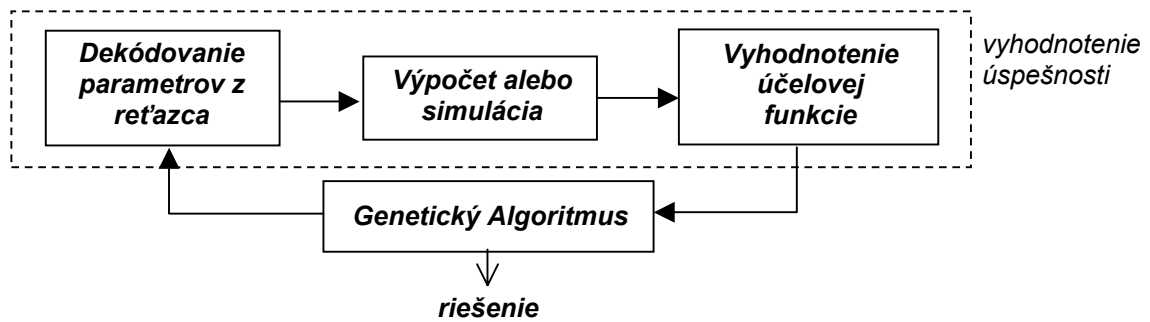 Dekódovanie
parametrov z
reťazca
Výpočet alebo
simulácia
Vyhodnotenie
účelovej
funkcie
vyhodnotenie
úspešnosti
Genetický Algoritmus
riešenie